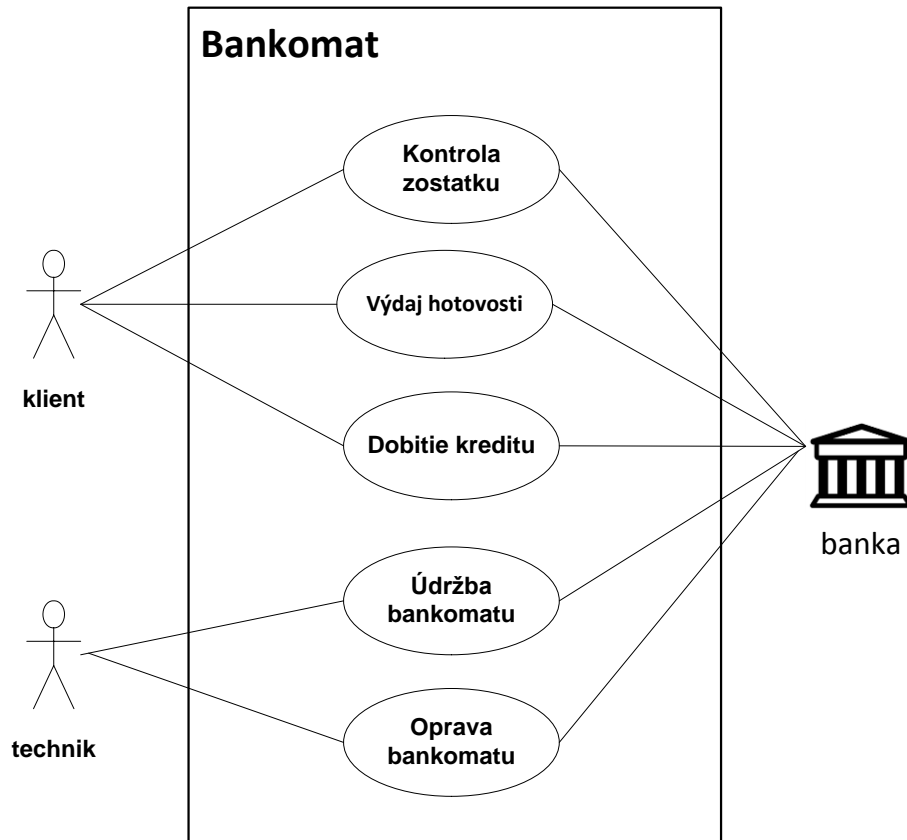 Bankomat
Kontrola
zostatku
Výdaj hotovosti
klient
Dobitie kreditu
banka
Údržba
bankomatu
technik
Oprava
bankomatu